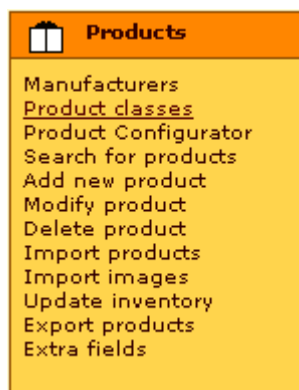 Products
Manufacturers
Product classes
Product Configurator
Search for products
Add new product
Modify product
Delete product
Import products
Import images
Update inventory
Export products
Extra fields